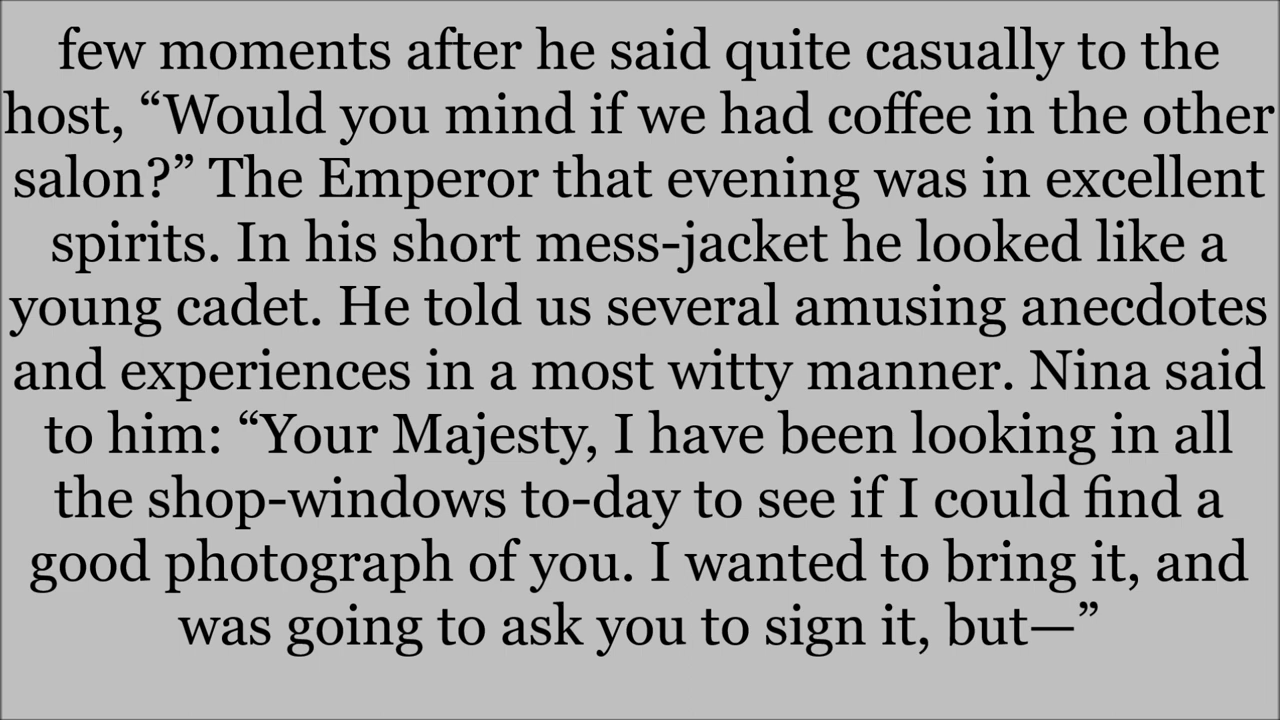 few moments after he said quite casually to the
host, “Would you mind if we had coffee in the other
salon?” The Emperor that evening was in excellent
spirits. In his short mess-jacket he looked like a
young cadet. He told us several amusing anecdotes
and experiences in a most witty manner. Nina said
to him: “Your Majesty, I have been looking in all
the shop-windows to-day to see if I could find a
good photograph of you. I wanted to bring it, and
was going to ask you to sign it, but—”